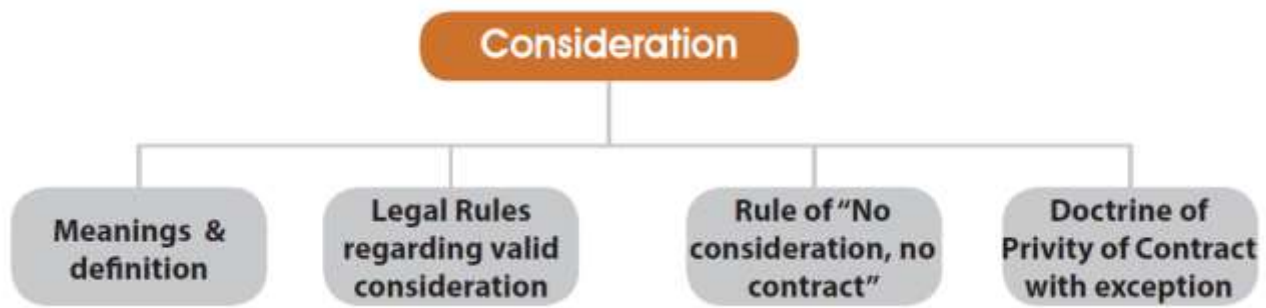 Consideration
Meanings &
definition
Legal Rules
regarding valid
consideration
Rule of “No
consideration, no
contract”
Doctrine of
Privity of Contract
with exception